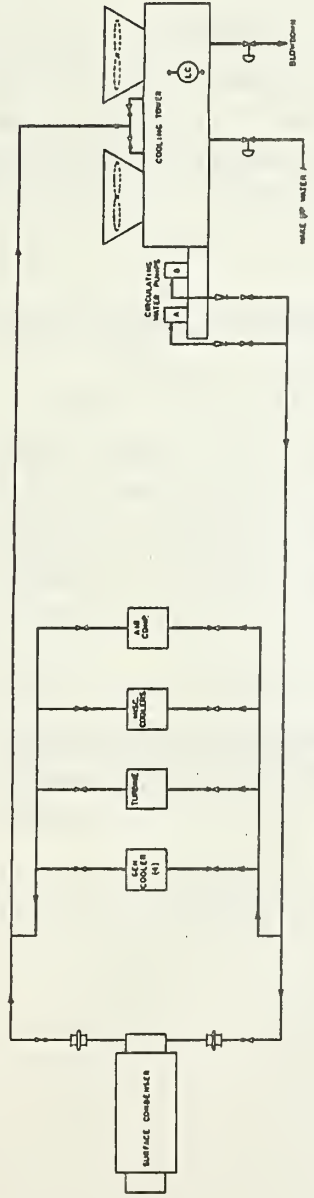 SURFACE CONDENSER
GEN
COOLER
(4)
TURBINE
MISC.
COOLERS
AIR
COMP.
CIRCULATING
WATER PUMPS
A
B
COOLING TOWER
LC
MAKE UP WATER
BLOWDOWN